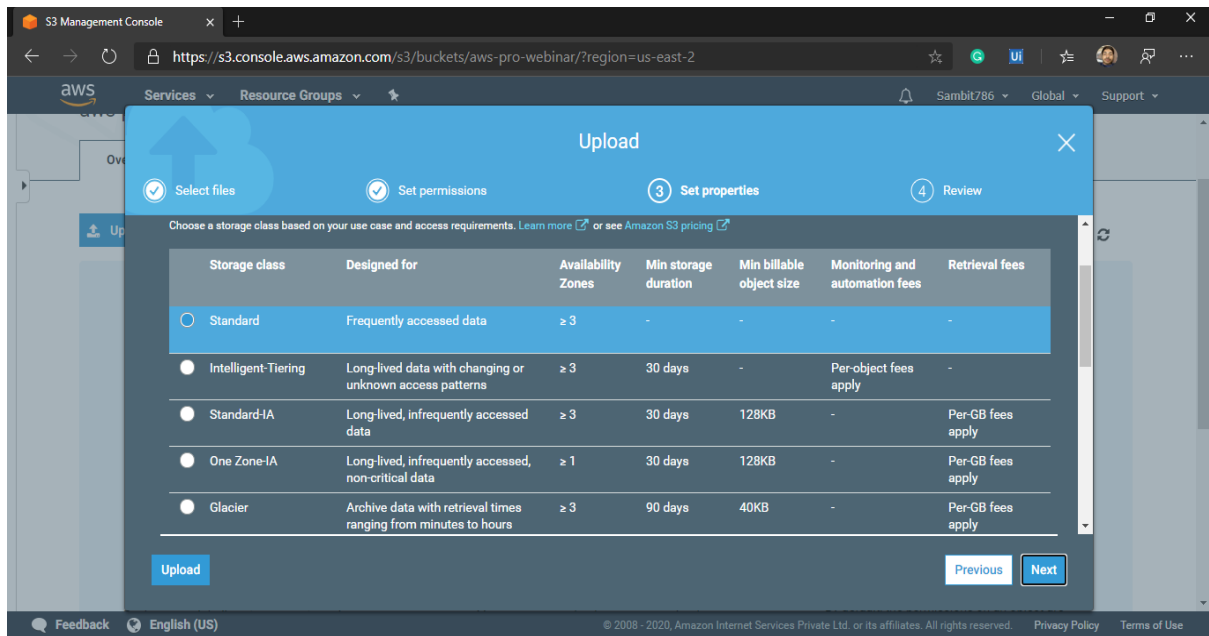 S3 Management Console
https://s3.console.aws.amazon.com/s3/buckets/aws-pro-webinar/?region=us-east-2
Ui
aws
Services
Resource Groups
Sambit786
Global
Support
Upload
Select files
Set permissions
3 Set properties
4 Review
Choose a storage class based on your use case and access requirements. Learn more or see Amazon S3 pricing
Storage class Designed for Availability Zones Min storage duration Min billable object size Monitoring and automation fees Retrieval fees
Standard Frequently accessed data ≥ 3 - - - -
Intelligent-Tiering Long-lived data with changing or unknown access patterns ≥ 3 30 days - Per-object fees apply -
Standard-IA Long-lived, infrequently accessed data ≥ 3 30 days 128KB - Per-GB fees apply
One Zone-IA Long-lived, infrequently accessed, non-critical data ≥ 1 30 days 128KB - Per-GB fees apply
Glacier Archive data with retrieval times ranging from minutes to hours ≥ 3 90 days 40KB - Per-GB fees apply
Upload
Previous
Next
Feedback
English (US)
© 2008 - 2020, Amazon Internet Services Private Ltd. or its affiliates. All rights reserved.
Privacy Policy
Terms of Use